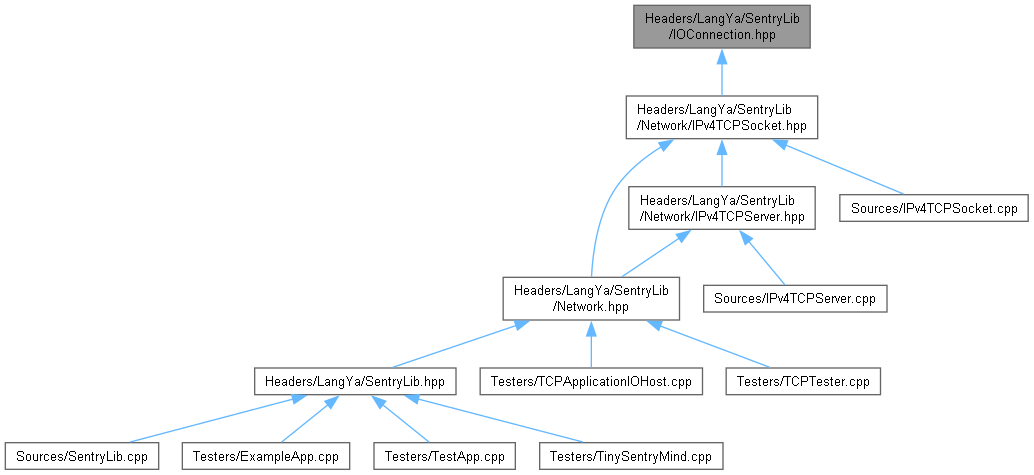 Headers/LangYa/SentryLib
/IOConnection.hpp
Headers/LangYa/SentryLib
/Network/IPv4TCPSocket.hpp
Headers/LangYa/SentryLib
/Network/IPv4TCPServer.hpp
Sources/IPv4TCPSocket.cpp
Headers/LangYa/SentryLib
/Network.hpp
Sources/IPv4TCPServer.cpp
Headers/LangYa/SentryLib.hpp
Testers/TCPApplicationIOHost.cpp
Testers/TCPTester.cpp
Sources/SentryLib.cpp
Testers/ExampleApp.cpp
Testers/TestApp.cpp
Testers/TinySentryMind.cpp